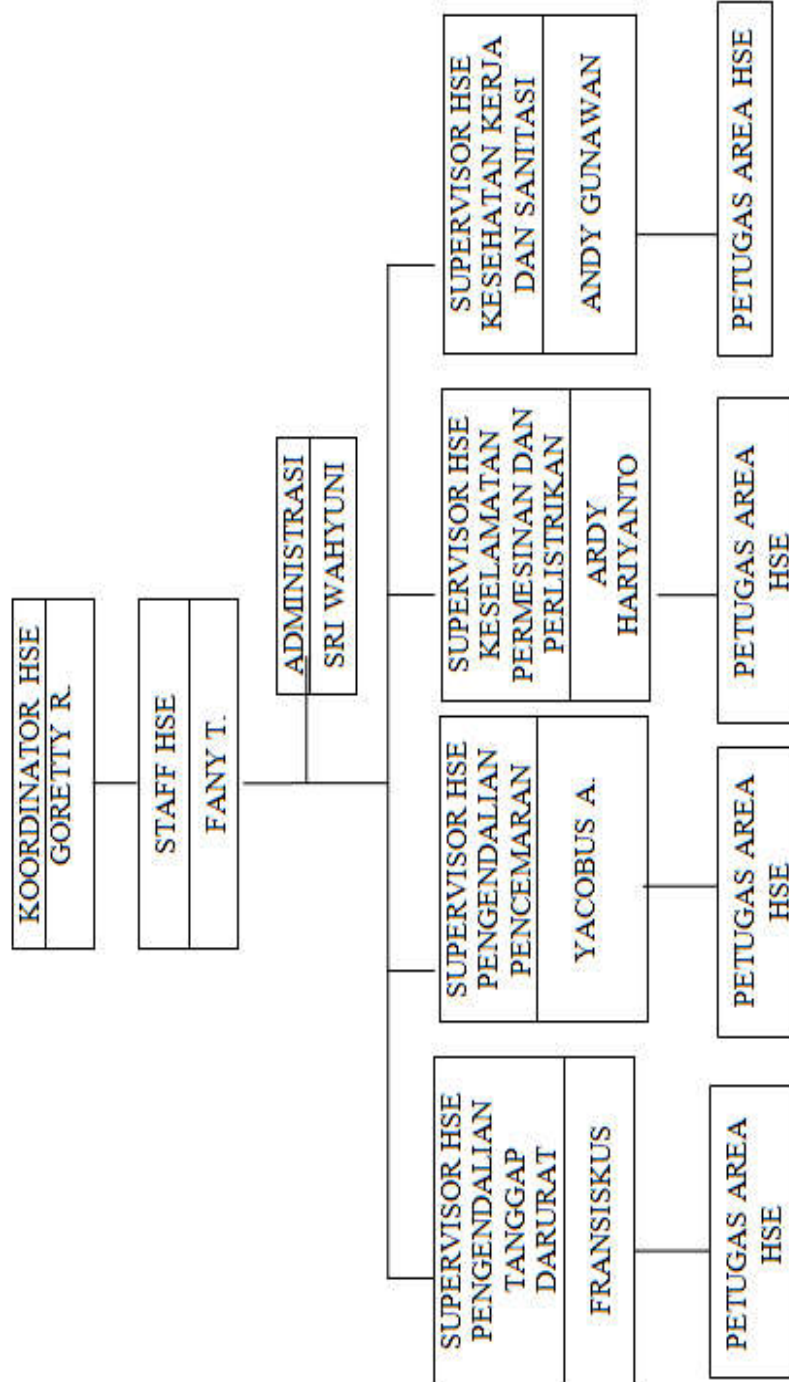 KOORDINATOR HSE
GORETTY R.
STAFF HSE
FANY T.
ADMINISTRASI
SRI WAHYUNI
SUPERVISOR HSE
PENGENDALIAN
TANGGAP
DARURAT
FRANSISKUS
SUPERVISOR HSE
PENGENDALIAN
PENCEMARAN
YACOBUS A.
SUPERVISOR HSE
KESELAMATAN
PERMESINAN DAN
PERLISTRIKAN
ARDY
HARIYANTO
SUPERVISOR HSE
KESEHATAN KERJA
DAN SANITASI
ANDY GUNAWAN
PETUGAS AREA
HSE
PETUGAS AREA
HSE
PETUGAS AREA
HSE
PETUGAS AREA HSE